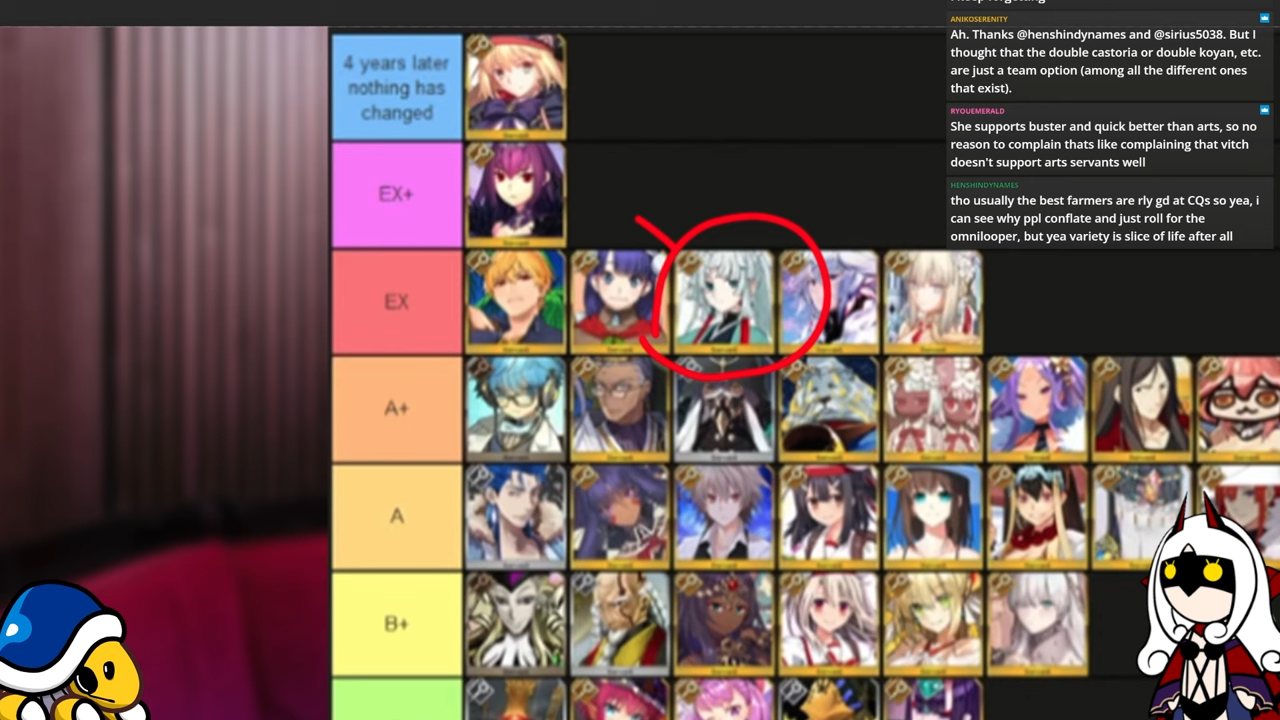 ANIKOSERENITY
Ah. Thanks @henshindynames and @sirius5038. But I
thought that the double castoria or double koyan, etc.
are just a team option (among all the different ones
that exist).
RYOUEMERALD
She supports buster and quick better than arts, so no
reason to complain thats like complaining that vitch
doesn't support arts servants well
HENSHINDYNAMES
tho usually the best farmers are rly gd at CQs so yea, i
can see why ppl conflate and just roll for the
omnilooper, but yea variety is slice of life after all
4 years later
nothing has
changed
EX+
EX
A+
A
B+